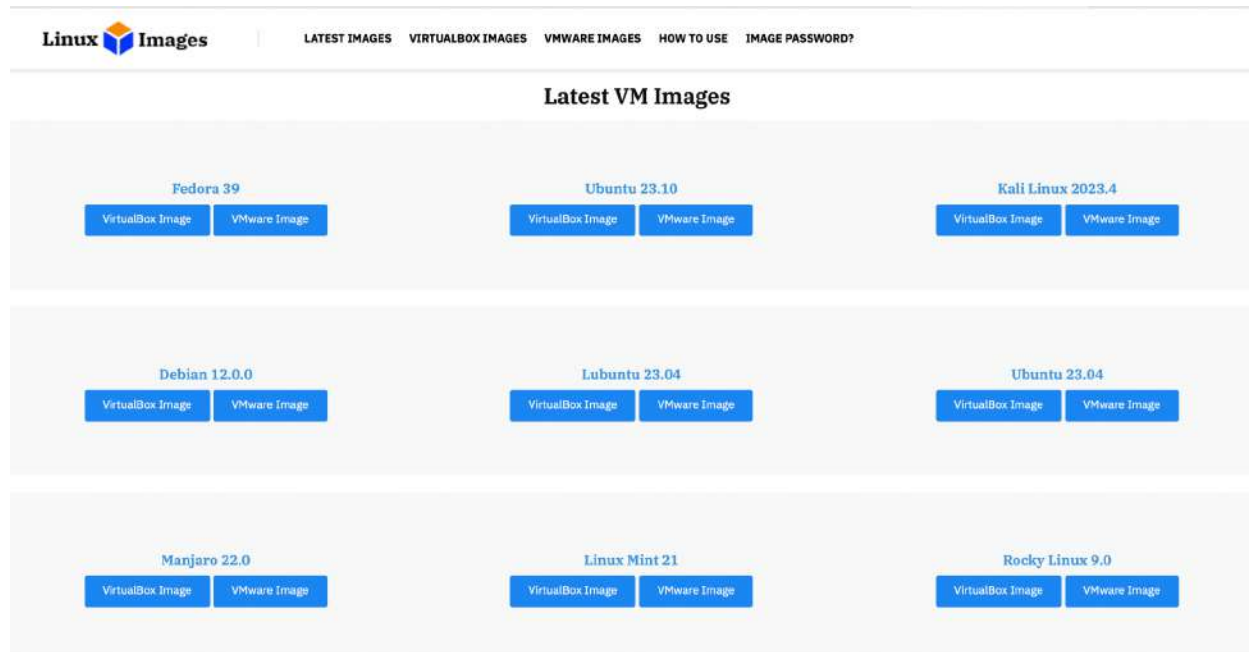 Linux Images
LATEST IMAGES VIRTUALBOX IMAGES VMWARE IMAGES HOW TO USE IMAGE PASSWORD?
Latest VM Images
Fedora 39 Ubuntu 23.10 Kali Linux 2023.4
VirtualBox Image VMware Image VirtualBox Image VMware Image VirtualBox Image VMware Image
Debian 12.0.0 Lubuntu 23.04 Ubuntu 23.04
VirtualBox Image VMware Image VirtualBox Image VMware Image VirtualBox Image VMware Image
Manjaro 22.0 Linux Mint 21 Rocky Linux 9.0
VirtualBox Image VMware Image VirtualBox Image VMware Image VirtualBox Image VMware Image